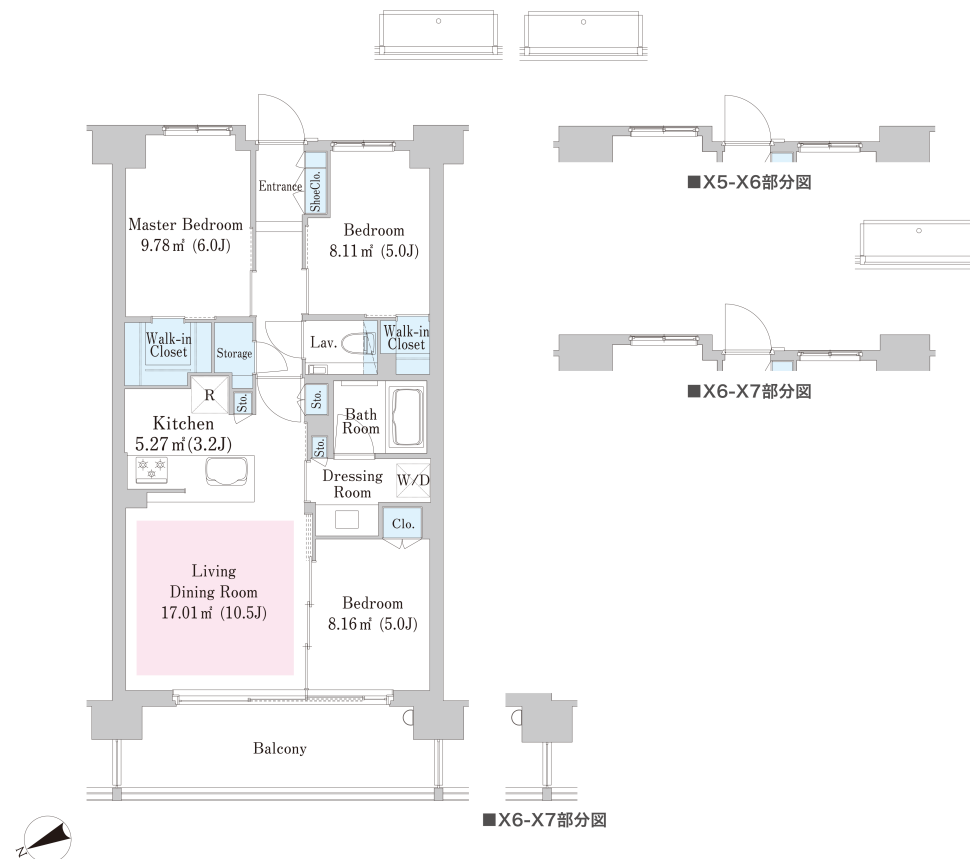 Entrance
ShoeClo.
Master Bedroom
9.78㎡ (6.0J)
Bedroom
8.11㎡ (5.0J)
Walk-in
Closet
Storage
Lav.
Walk-in
Closet
R
Sto.
Sto.
Kitchen
5.27㎡(3.2J)
Bath
Room
Sto.
Dressing
Room
W/D
Clo.
Living
Dining Room
17.01㎡ (10.5J)
Bedroom
8.16㎡ (5.0J)
Balcony
N
■X5-X6部分図
■X6-X7部分図
■X6-X7部分図